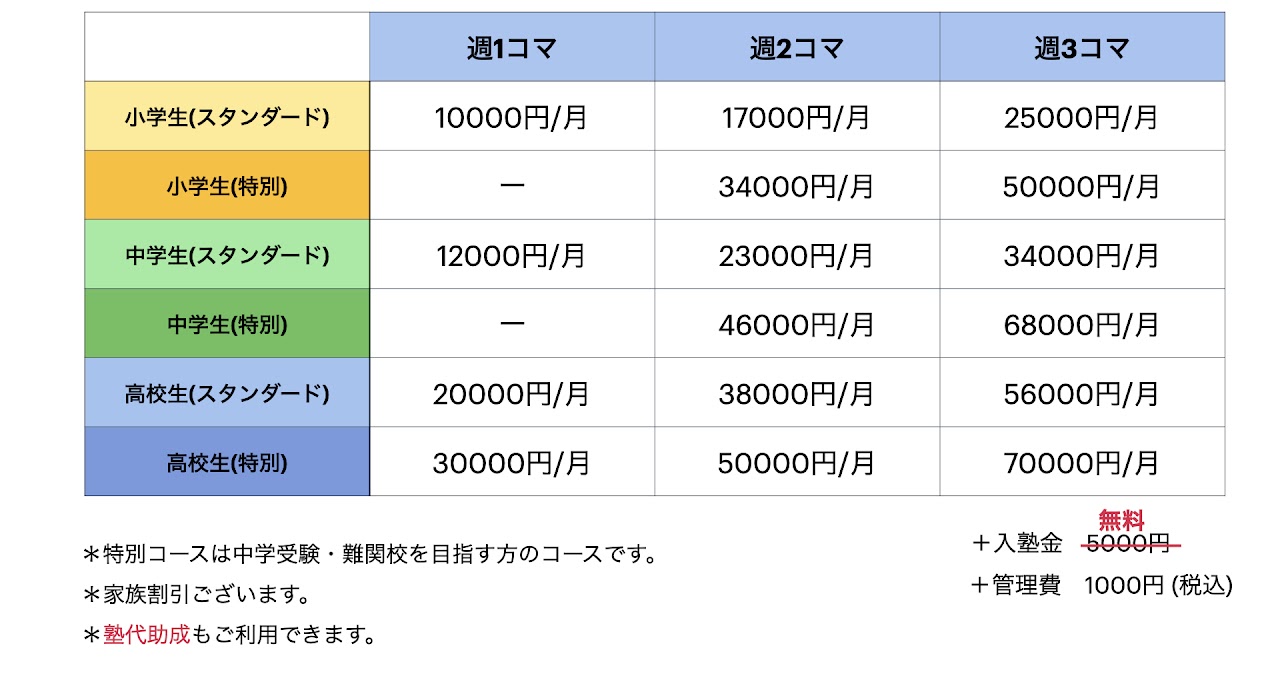 週1コマ 週2コマ 週3コマ
小学生(スタンダード) 10000円/月 17000円/月 25000円/月
小学生(特別) ー 34000円/月 50000円/月
中学生(スタンダード) 12000円/月 23000円/月 34000円/月
中学生(特別) ー 46000円/月 68000円/月
高校生(スタンダード) 20000円/月 38000円/月 56000円/月
高校生(特別) 30000円/月 50000円/月 70000円/月
無料
＋入塾金 5000円
＋管理費 1000円 (税込)
＊特別コースは中学受験・難関校を目指す方のコースです。
＊家族割引ございます。
＊塾代助成もご利用できます。